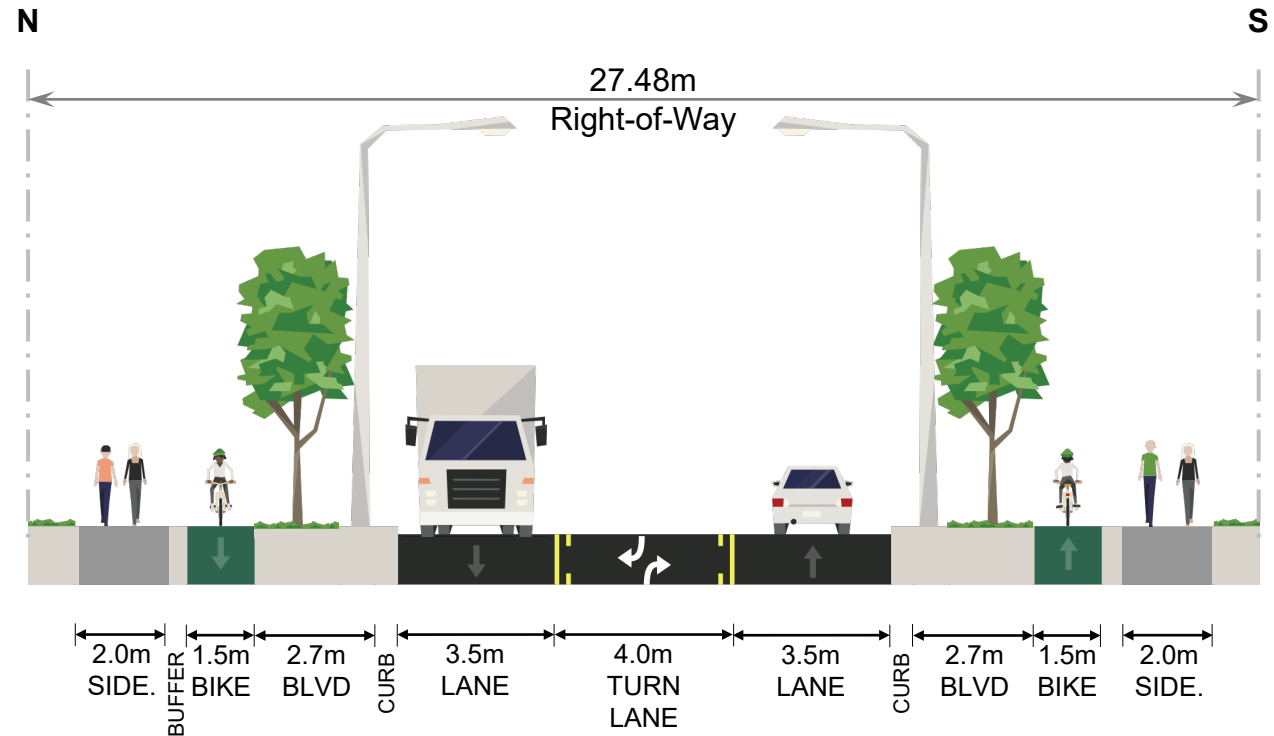 N
S
27.48m
Right-of-Way
2.0m
SIDE.
BUFFER
1.5m
BIKE
2.7m
BLVD
CURB
3.5m
LANE
4.0m
TURN
LANE
3.5m
LANE
CURB
2.7m
BLVD
1.5m
BIKE
2.0m
SIDE.